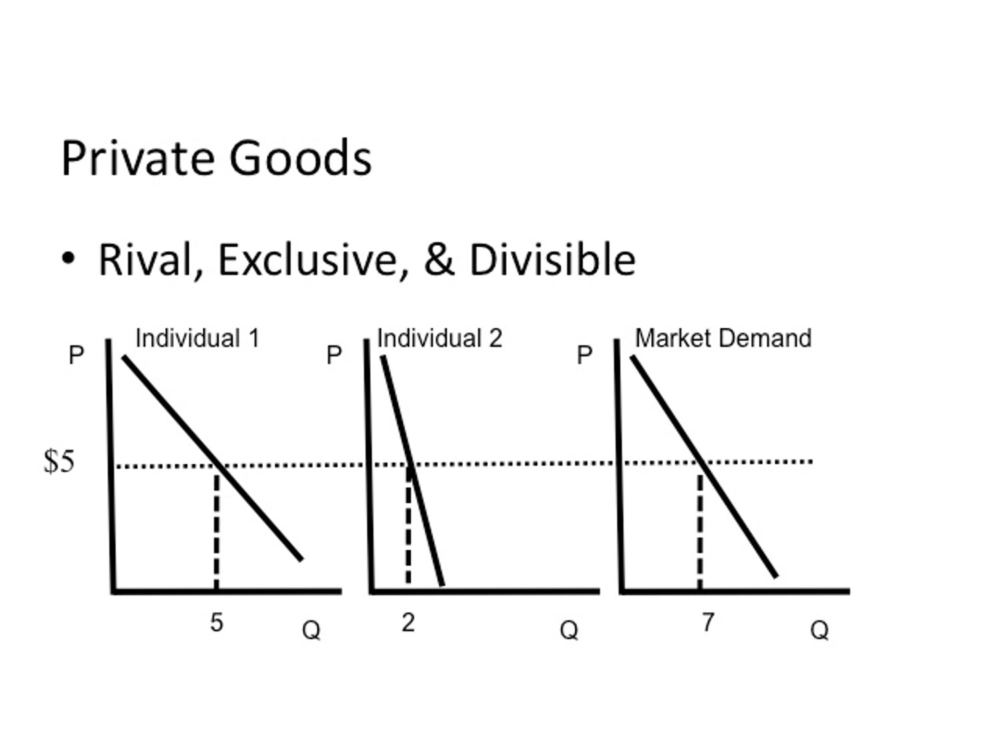 Private Goods
• Rival, Exclusive, & Divisible
Individual 1
Individual 2
Market Demand
P
P
P
$5
5
2
7
Q
Q
Q